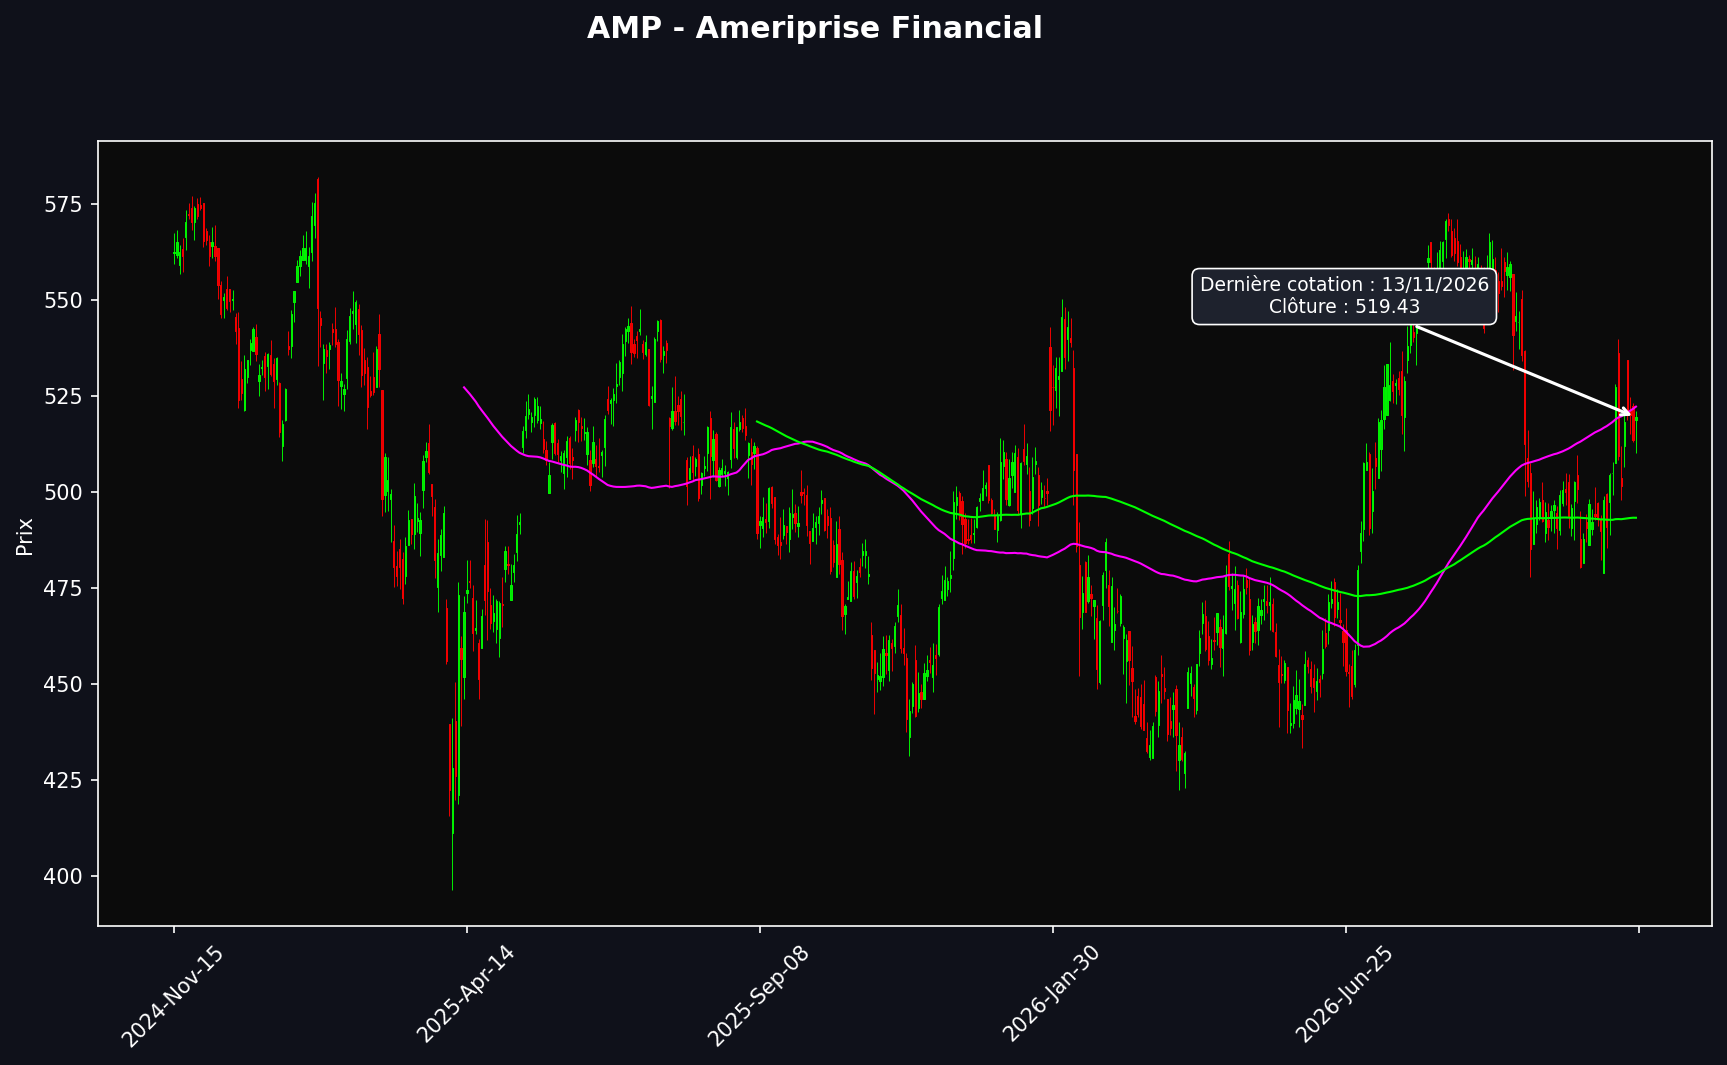 AMP - Ameriprise Financial
Prix
575
550
525
500
475
450
425
400
Dernière cotation : 13/11/2026
Clôture : 519.43
2024-Nov-15
2025-Apr-14
2025-Sep-08
2026-Jan-30
2026-Jun-25